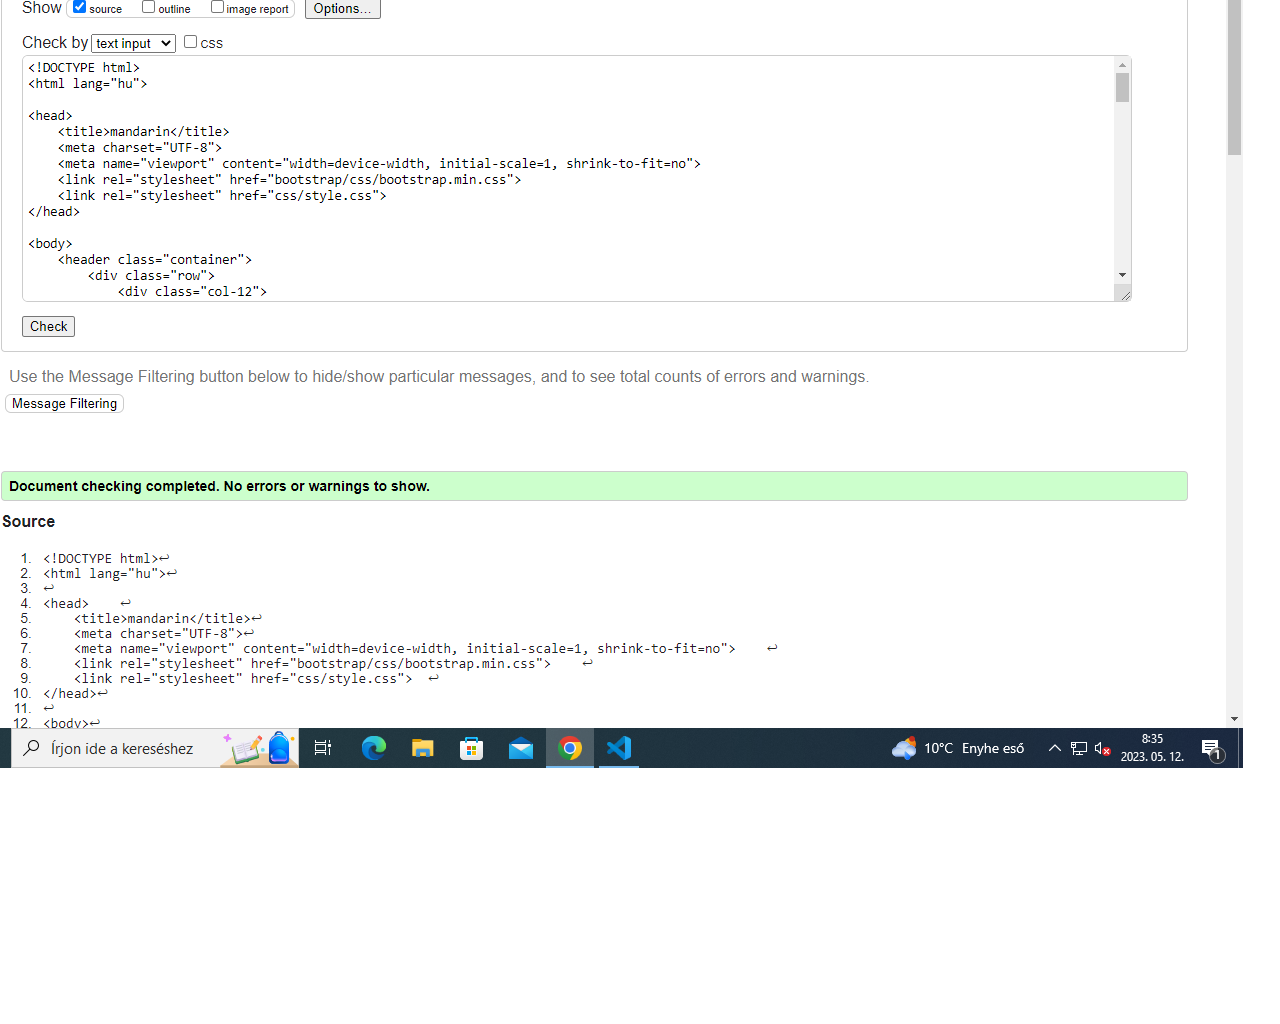 Show source outline image report Options...
Check by text input css
<!DOCTYPE html>
<html lang="hu">
<head>
<title>mandarin</title>
<meta charset="UTF-8">
<meta name="viewport" content="width=device-width, initial-scale=1, shrink-to-fit=no">
<link rel="stylesheet" href="bootstrap/css/bootstrap.min.css">
<link rel="stylesheet" href="css/style.css">
</head>
<body>
<header class="container">
<div class="row">
<div class="col-12">
Check
Use the Message Filtering button below to hide/show particular messages, and to see total counts of errors and warnings.
Message Filtering
Document checking completed. No errors or warnings to show.
Source
1. <!DOCTYPE html>↩
2. <html lang="hu">↩
3. ↩
4. <head> ↩
5. <title>mandarin</title>↩
6. <meta charset="UTF-8">↩
7. <meta name="viewport" content="width=device-width, initial-scale=1, shrink-to-fit=no"> ↩
8. <link rel="stylesheet" href="bootstrap/css/bootstrap.min.css"> ↩
9. <link rel="stylesheet" href="css/style.css"> ↩
10. </head>↩
11. ↩
12. <body>↩
Írjon ide a kereséshez
10°C Enyhe eső
8:35
2023. 05. 12.
1